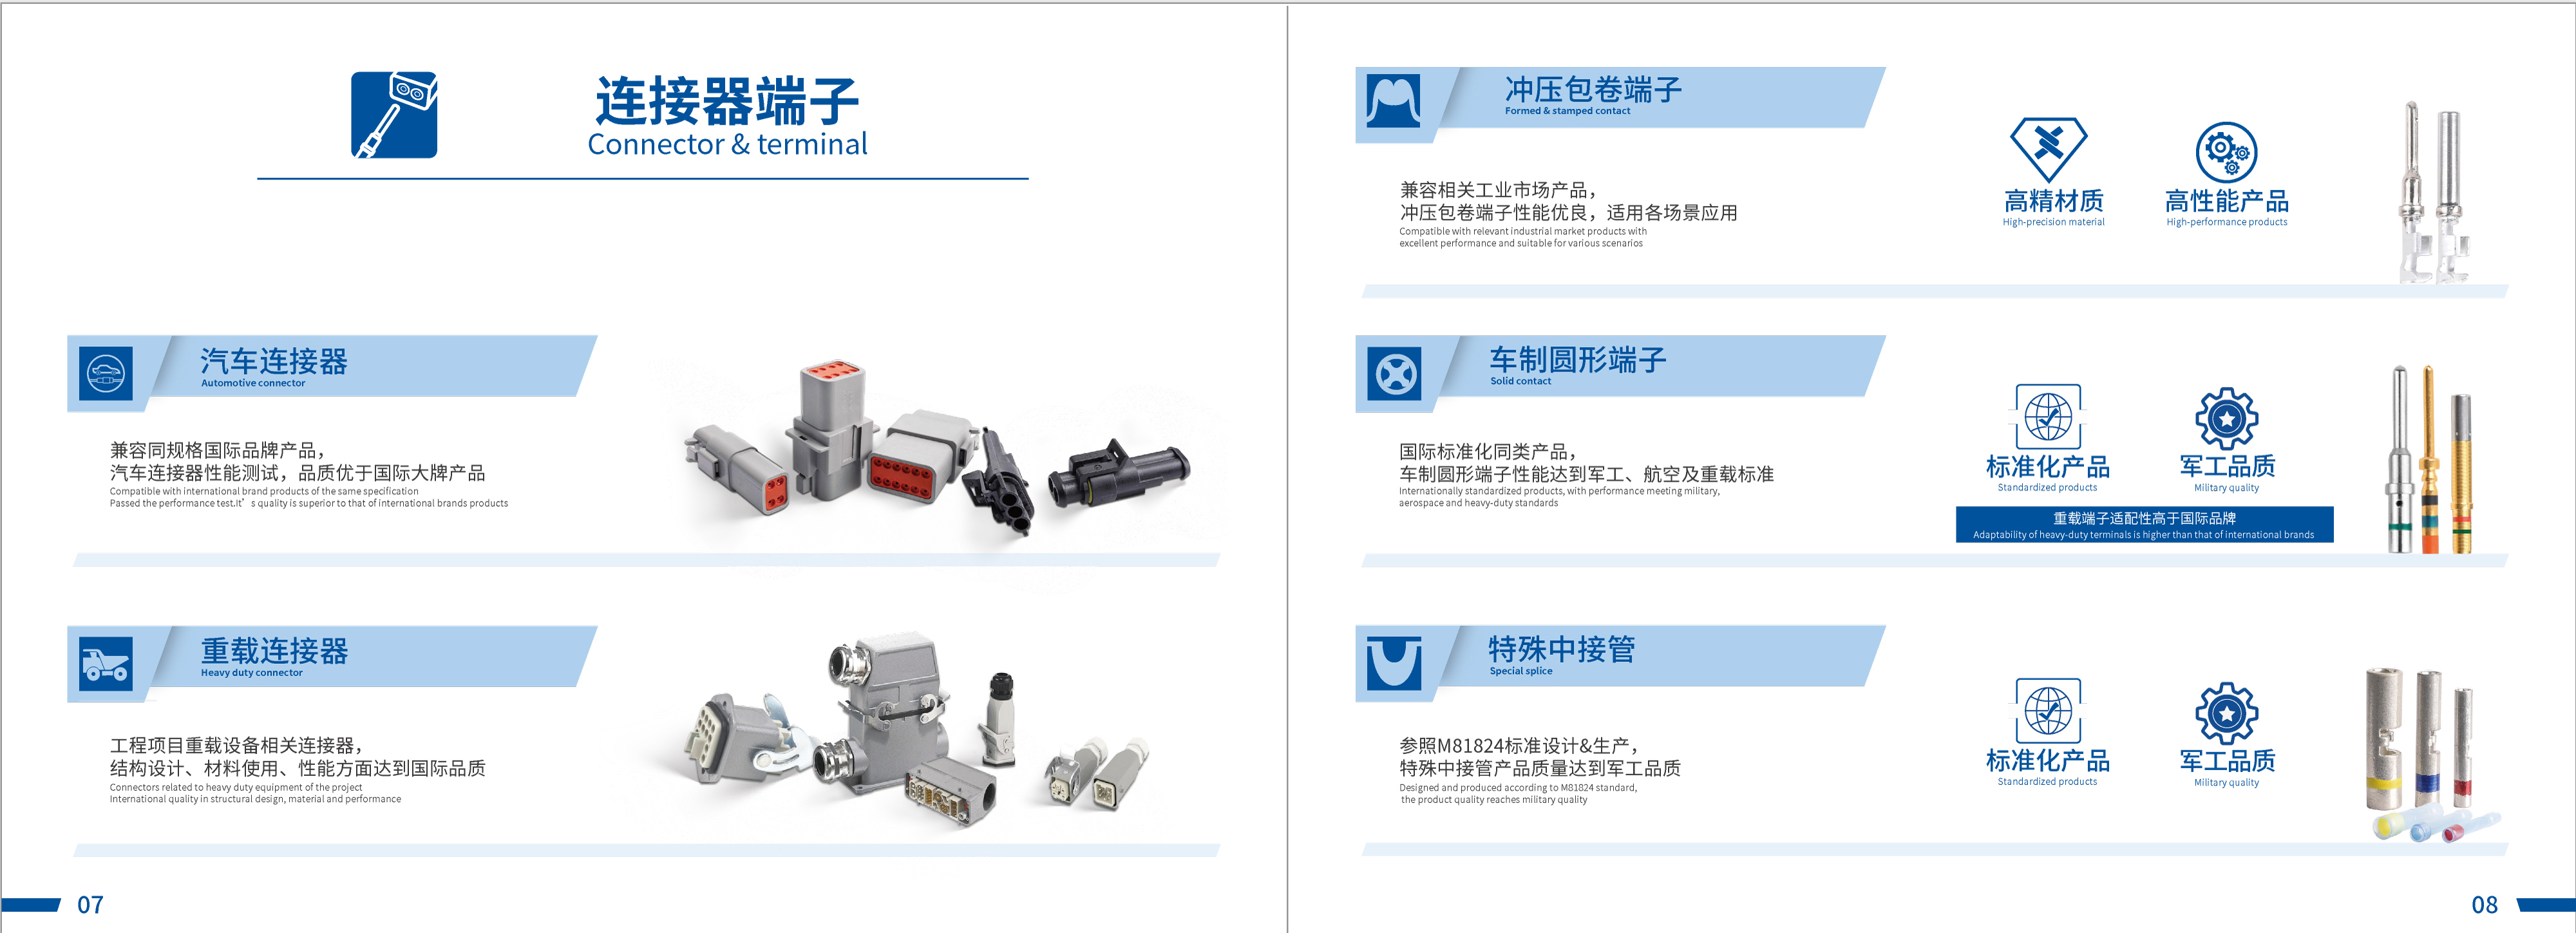 连接器端子
Connector & terminal
汽车连接器
Automotive connector
兼容同规格国际品牌产品，
汽车连接器性能测试，品质优于国际大牌产品
Compatible with international brand products of the same specification
Passed the performance test.It’s quality is superior to that of international brands products
重载连接器
Heavy duty connector
工程项目重载设备相关连接器，
结构设计、材料使用、性能方面达到国际品质
Connectors related to heavy duty equipment of the project
International quality in structural design, material and performance
07
冲压包卷端子
Formed & stamped contact
兼容相关工业市场产品，
冲压包卷端子性能优良，适用各场景应用
Compatible with relevant industrial market products with
excellent performance and suitable for various scenarios
高精材质
High-precision material
高性能产品
High-performance products
车制圆形端子
Solid contact
国际标准化同类产品，
车制圆形端子性能达到军工、航空及重载标准
Internationally standardized products, with performance meeting military,
aerospace and heavy-duty standards
标准化产品
Standardized products
军工品质
Military quality
重载端子适配性高于国际品牌
Adaptability of heavy-duty terminals is higher than that of international brands
特殊中接管
Special splice
参照M81824标准设计&生产，
特殊中接管产品质量达到军工品质
Designed and produced according to M81824 standard,
the product quality reaches military quality
标准化产品
Standardized products
军工品质
Military quality
08